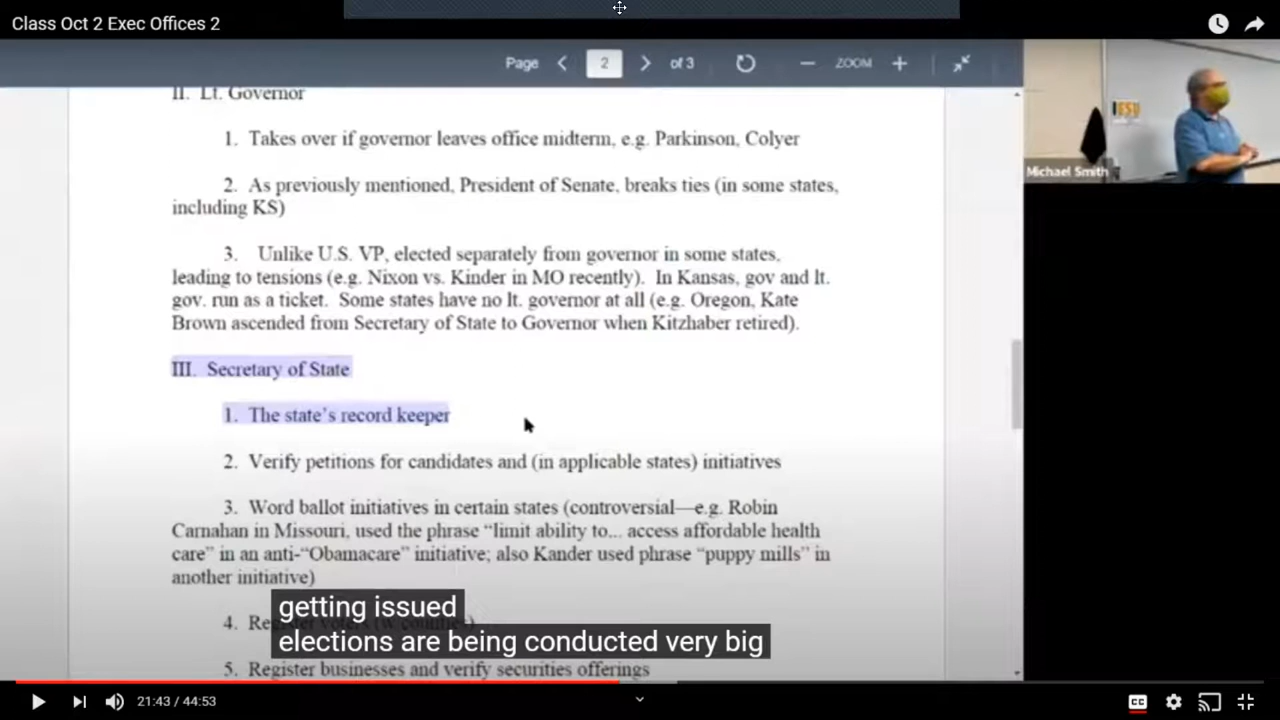 Class Oct 2 Exec Offices 2
Page 2 of 3 ZOOM
II. Lt. Governor
1. Takes over if governor leaves office midterm, e.g. Parkinson, Colyer
2. As previously mentioned, President of Senate, breaks ties (in some states,
including KS)
3. Unlike U.S. VP, elected separately from governor in some states,
leading to tensions (e.g. Nixon vs. Kinder in MO recently). In Kansas, gov and lt.
gov. run as a ticket. Some states have no lt. governor at all (e.g. Oregon, Kate
Brown ascended from Secretary of State to Governor when Kitzhaber retired).
III. Secretary of State
1. The state's record keeper
2. Verify petitions for candidates and (in applicable states) initiatives
3. Word ballot initiatives in certain states (controversial—e.g. Robin
Carnahan in Missouri, used the phrase “limit ability to... access affordable health
care” in an anti-“Obamacare” initiative; also Kander used phrase “puppy mills” in
another initiative)
4.
5. Register businesses and verify securities offerings
getting issued
elections are being conducted very big
Michael Smith
21:43 / 44:53
CC